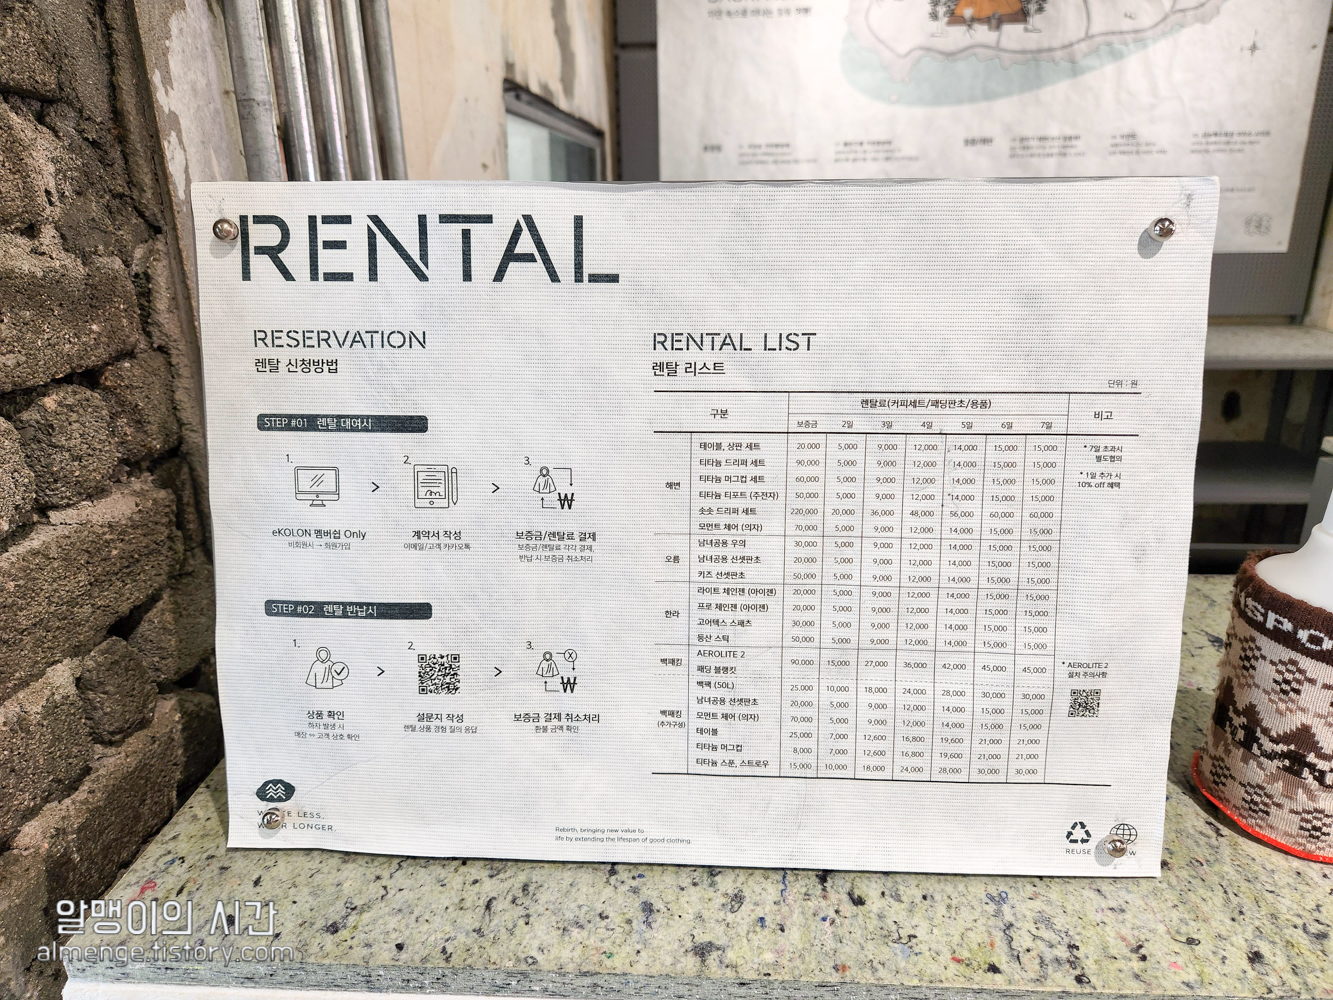 RENTAL
RESERVATION
렌탈 신청방법
STEP #01 렌탈 대여시
1.
2.
3.
eKOLON 멤버쉽 Only
비회원시 → 회원가입
계약서 작성
이메일/고객 카카오톡
보증금/렌탈료 결제
보증금/렌탈료 각각 결제,
반납 시 보증금 취소처리
STEP #02 렌탈 반납시
1.
2.
3.
상품 확인
하자 발생 시
매장 ↔ 고객 상호 확인
설문지 작성
렌탈 상품 경험 질의 응답
보증금 결제 취소처리
환불 금액 확인
RENTAL LIST
렌탈 리스트
단위 : 원
구분 렌탈료(커피세트/패딩판초/용품) 비고
보증금 2일 3일 4일 5일 6일 7일
해변
테이블, 상판 세트 20,000 5,000 9,000 12,000 14,000 15,000 15,000
티타늄 드리퍼 세트 90,000 5,000 9,000 12,000 14,000 15,000 15,000
티타늄 머그컵 세트 60,000 5,000 9,000 12,000 14,000 15,000 15,000
티타늄 티포트 (주전자) 50,000 5,000 9,000 12,000 14,000 15,000 15,000
솟솟 드리퍼 세트 220,000 20,000 36,000 48,000 56,000 60,000 60,000
모먼트 체어 (의자) 70,000 5,000 9,000 12,000 14,000 15,000 15,000
* 7일 초과시
별도협의
* 1일 추가 시
10% off 혜택
오름
남녀공용 우의 30,000 5,000 9,000 12,000 14,000 15,000 15,000
남녀공용 선셋판초 20,000 5,000 9,000 12,000 14,000 15,000 15,000
키즈 선셋판초 50,000 5,000 9,000 12,000 14,000 15,000 15,000
한라
라이트 체인젠 (아이젠) 20,000 5,000 9,000 12,000 14,000 15,000 15,000
프로 체인젠 (아이젠) 20,000 5,000 9,000 12,000 14,000 15,000 15,000
고어텍스 스패츠 30,000 5,000 9,000 12,000 14,000 15,000 15,000
등산 스틱 50,000 5,000 9,000 12,000 14,000 15,000 15,000
백패킹
AEROLITE 2
패딩 블랭킷 90,000 15,000 27,000 36,000 42,000 45,000 45,000
* AEROLITE 2
설치 주의사항
백패킹
(추가구성)
백팩 (50L) 25,000 10,000 18,000 24,000 28,000 30,000 30,000
남녀공용 선셋판초 20,000 5,000 9,000 12,000 14,000 15,000 15,000
모먼트 체어 (의자) 70,000 5,000 9,000 12,000 14,000 15,000 15,000
테이블 25,000 7,000 12,600 16,800 19,600 21,000 21,000
티타늄 머그컵 8,000 7,000 12,600 16,800 19,600 21,000 21,000
티타늄 스푼, 스트로우 15,000 10,000 18,000 24,000 28,000 30,000 30,000
LESS,
LONGER.
Rebirth, bringing new value to
life by extending the lifespan of good clothing.
REUSE
알맹이의 시간
almenge.tistory.com